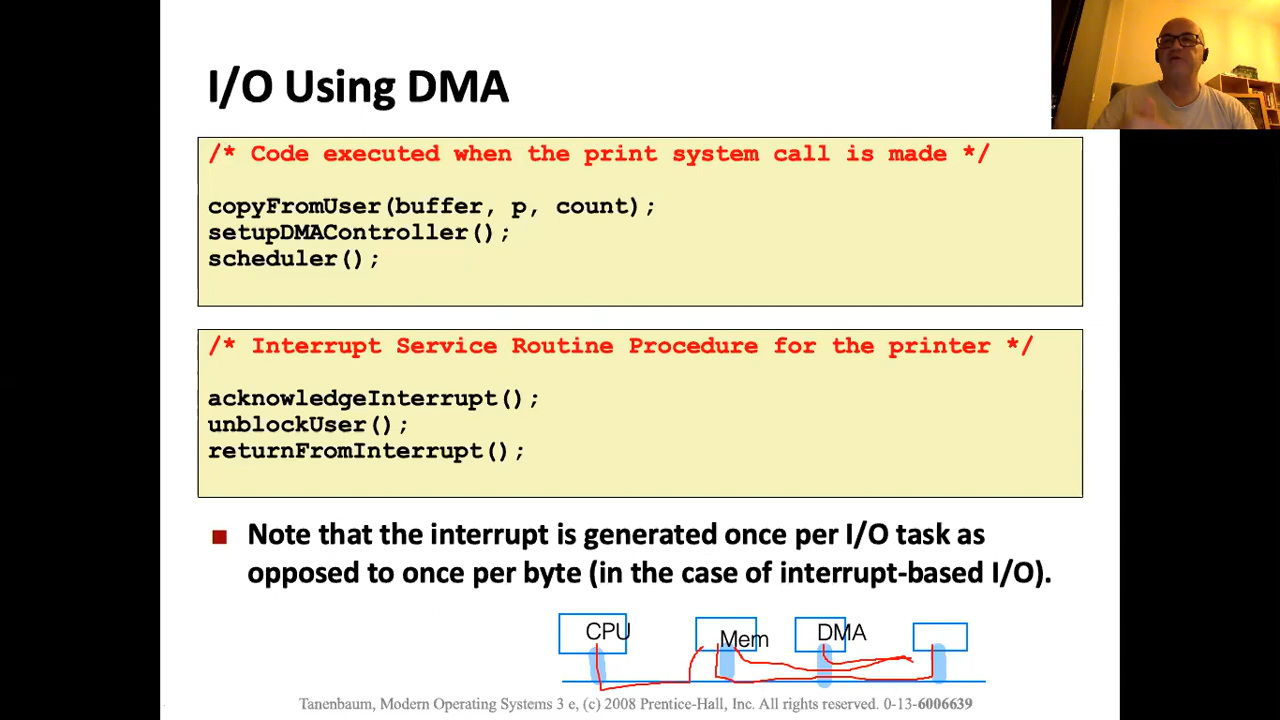 I/O Using DMA
/* Code executed when the print system call is made */
copyFromUser(buffer, p, count);
setupDMAController();
scheduler();
/* Interrupt Service Routine Procedure for the printer */
acknowledgeInterrupt();
unblockUser();
returnFromInterrupt();
Note that the interrupt is generated once per I/O task as
opposed to once per byte (in the case of interrupt-based I/O).
CPU Mem DMA
Tanenbaum, Modern Operating Systems 3 e, (c) 2008 Prentice-Hall, Inc. All rights reserved. 0-13-6006639